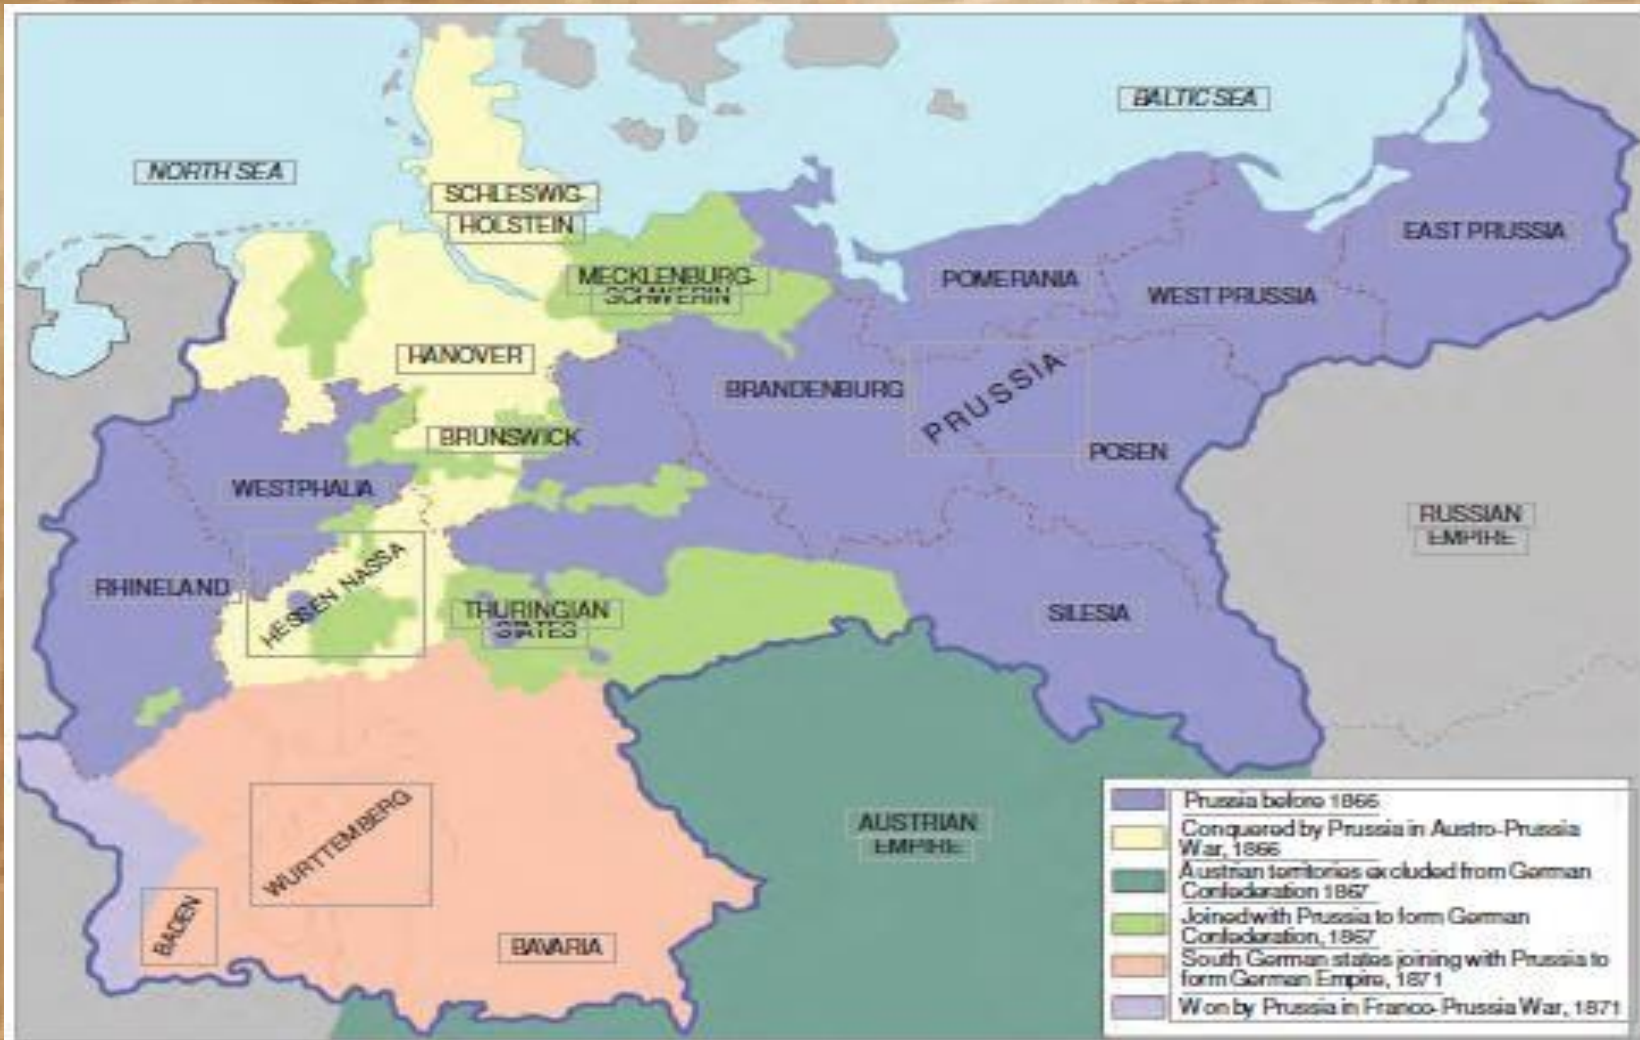 BALTIC SEA
NORTH SEA
SCHLESWIG-
HOLSTEIN
EAST PRUSSIA
MECKLENBURG-
SCHWERIN
POMERANIA
WEST PRUSSIA
HANOVER
BRANDENBURG
PRUSSIA
BRUNSWICK
POSEN
WESTPHALIA
RUSSIAN
EMPIRE
HESSEN NASSA
RHINELAND
THURINGIAN
STATES
SILESIA
WURTTEMBERG
AUSTRIAN
EMPIRE
BADEN
BAVARIA
Prussia before 1866
Conquered by Prussia in Austro-Prussia
War, 1866
Austrian territories excluded from German
Confederation 1867
Joined with Prussia to form German
Confederation, 1867
South German states joining with Prussia to
form German Empire, 1871
Won by Prussia in Franco-Prussia War, 1871